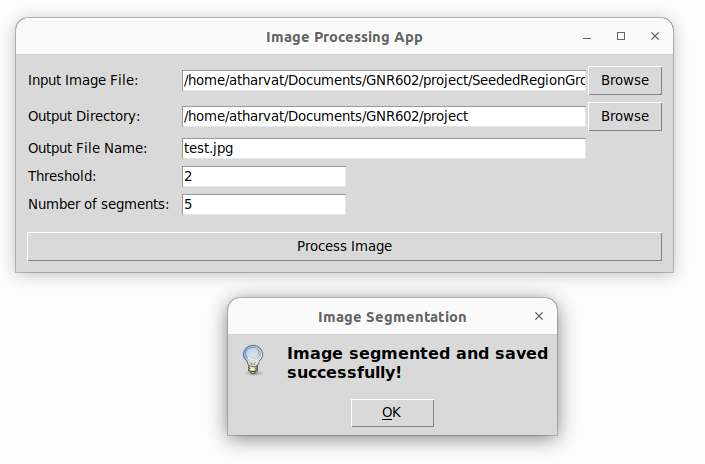 Image Processing App
Input Image File: /home/atharvat/Documents/GNR602/project/SeededRegionGro Browse
Output Directory: /home/atharvat/Documents/GNR602/project Browse
Output File Name: test.jpg
Threshold: 2
Number of segments: 5
Process Image
Image Segmentation
Image segmented and saved
successfully!
OK